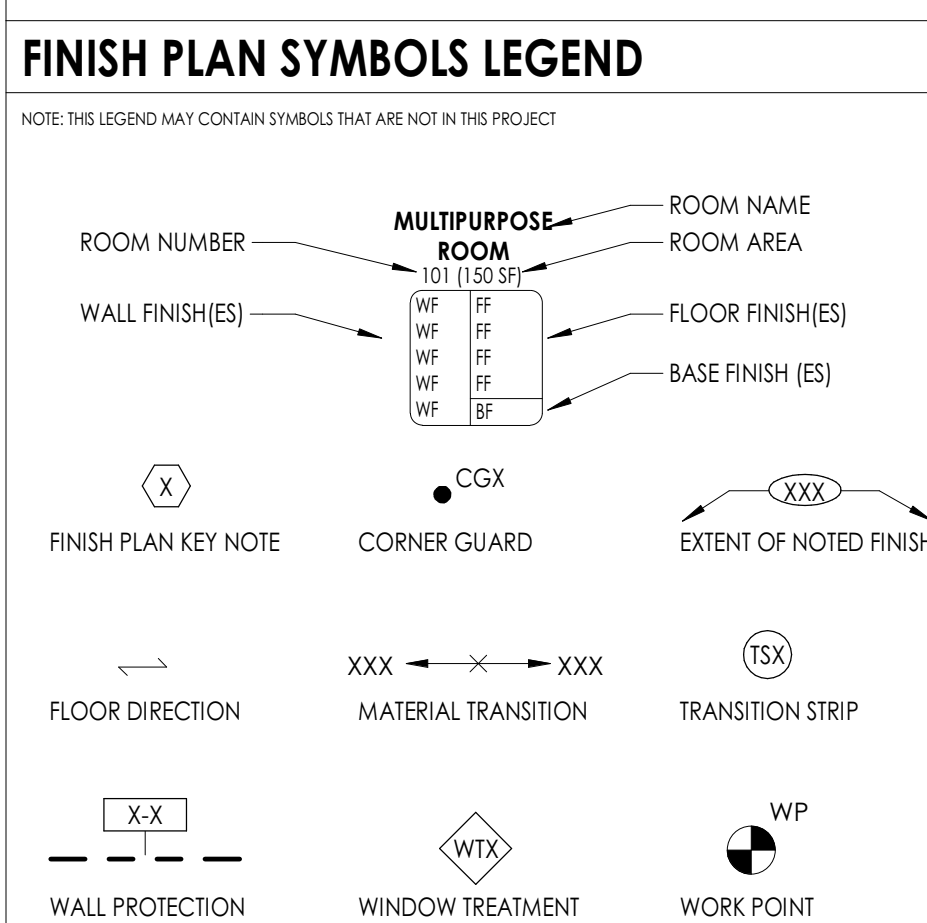 FINISH PLAN SYMBOLS LEGEND
NOTE: THIS LEGEND MAY CONTAIN SYMBOLS THAT ARE NOT IN THIS PROJECT
ROOM NUMBER
MULTIPURPOSE
ROOM
101 (150 SF)
ROOM NAME
ROOM AREA
WALL FINISH(ES)
WF FF
WF FF
WF FF
WF FF
WF BF
FLOOR FINISH(ES)
BASE FINISH (ES)
X
FINISH PLAN KEY NOTE
CGX
CORNER GUARD
XXX
EXTENT OF NOTED FINISH
FLOOR DIRECTION
XXX XXX
MATERIAL TRANSITION
TSX
TRANSITION STRIP
X-X
WALL PROTECTION
WTX
WINDOW TREATMENT
WP
WORK POINT